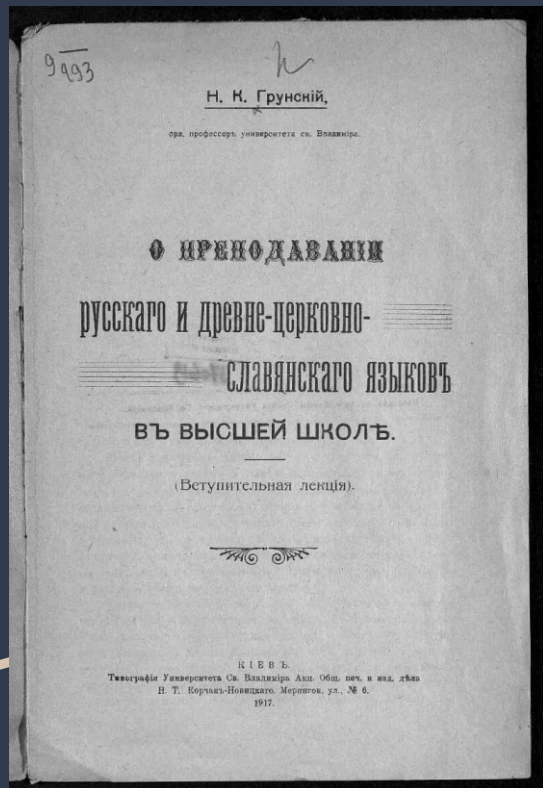 9
993
Н. К. Грунскій,
орд. профессоръ университета св. Владиміра.
О ПРЕПОДАВАНІИ
русскаго и древне-церковно-
славянскаго языковъ
ВЪ ВЫСШЕЙ ШКОЛѢ.
(Вступительная лекція).
КІЕВЪ.
Типографія Университета Св. Владиміра Акц. Общ. печ. и изд. дѣла
Н. Т. Корчакъ-Новицкаго, Меринговск. ул., № 6.
1917.